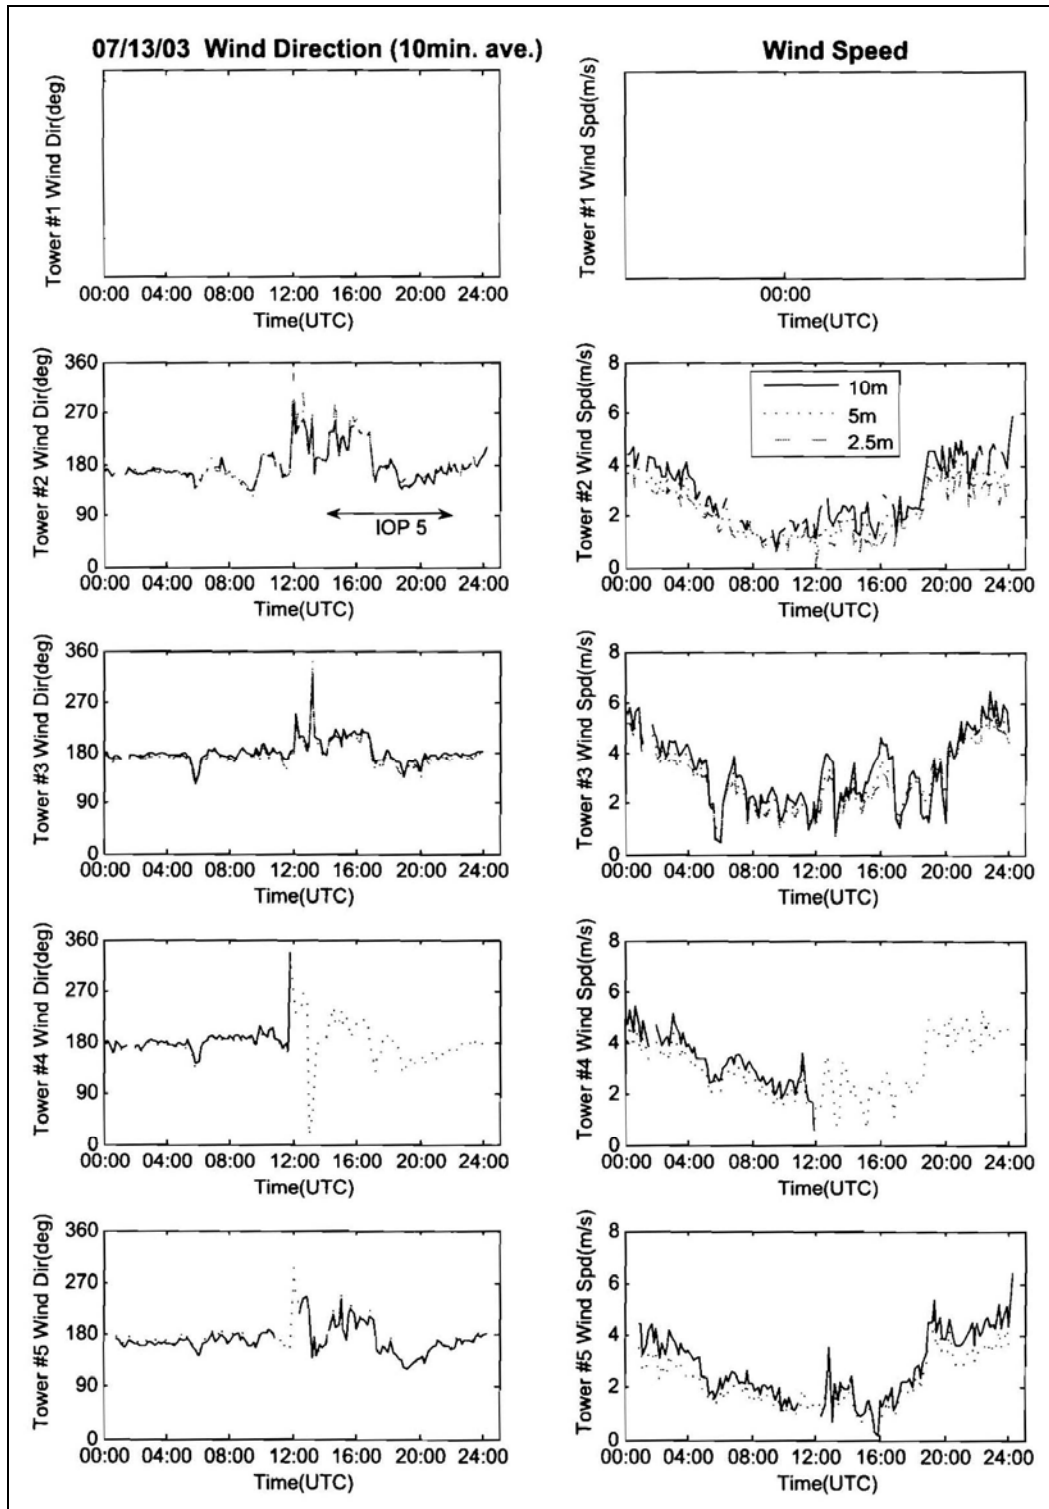 07/13/03 Wind Direction (10min. ave.)
Wind Speed
Tower #1 Wind Dir(deg)
00:00 04:00 08:00 12:00 16:00 20:00 24:00
Time(UTC)
Tower #1 Wind Spd(m/s)
00:00
Time(UTC)
Tower #2 Wind Dir(deg)
360
270
180
90
0
IOP 5
00:00 04:00 08:00 12:00 16:00 20:00 24:00
Time(UTC)
Tower #2 Wind Spd(m/s)
8
6
4
2
0
10m
5m
2.5m
00:00 04:00 08:00 12:00 16:00 20:00 24:00
Time(UTC)
Tower #3 Wind Dir(deg)
360
270
180
90
0
00:00 04:00 08:00 12:00 16:00 20:00 24:00
Time(UTC)
Tower #3 Wind Spd(m/s)
8
6
4
2
0
00:00 04:00 08:00 12:00 16:00 20:00 24:00
Time(UTC)
Tower #4 Wind Dir(deg)
360
270
180
90
0
00:00 04:00 08:00 12:00 16:00 20:00 24:00
Time(UTC)
Tower #4 Wind Spd(m/s)
8
6
4
2
0
00:00 04:00 08:00 12:00 16:00 20:00 24:00
Time(UTC)
Tower #5 Wind Dir(deg)
360
270
180
90
0
00:00 04:00 08:00 12:00 16:00 20:00 24:00
Time(UTC)
Tower #5 Wind Spd(m/s)
8
6
4
2
0
00:00 04:00 08:00 12:00 16:00 20:00 24:00
Time(UTC)